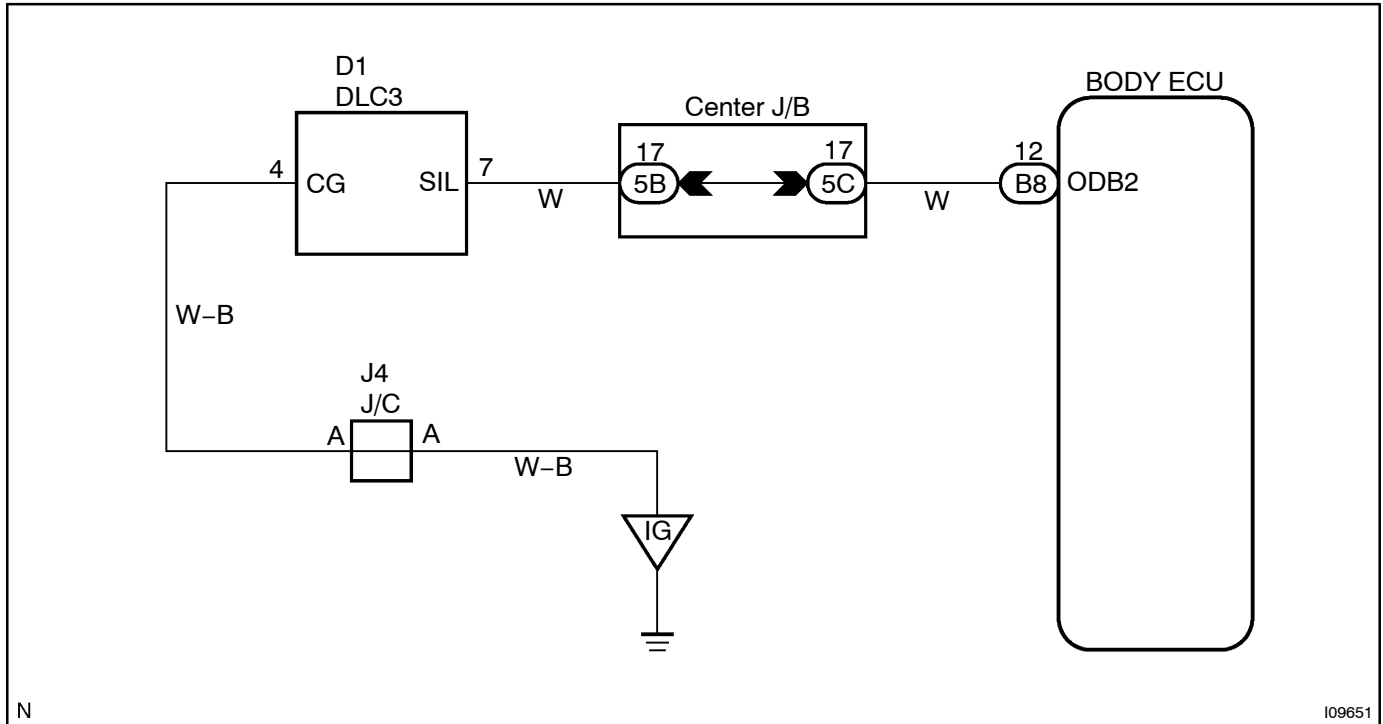 D1
DLC3
BODY ECU
Center J/B
4
CG
SIL
7
17
5B
17
5C
12
B8
ODB2
W
W
W–B
J4
J/C
A
A
W–B
IG
N
I09651